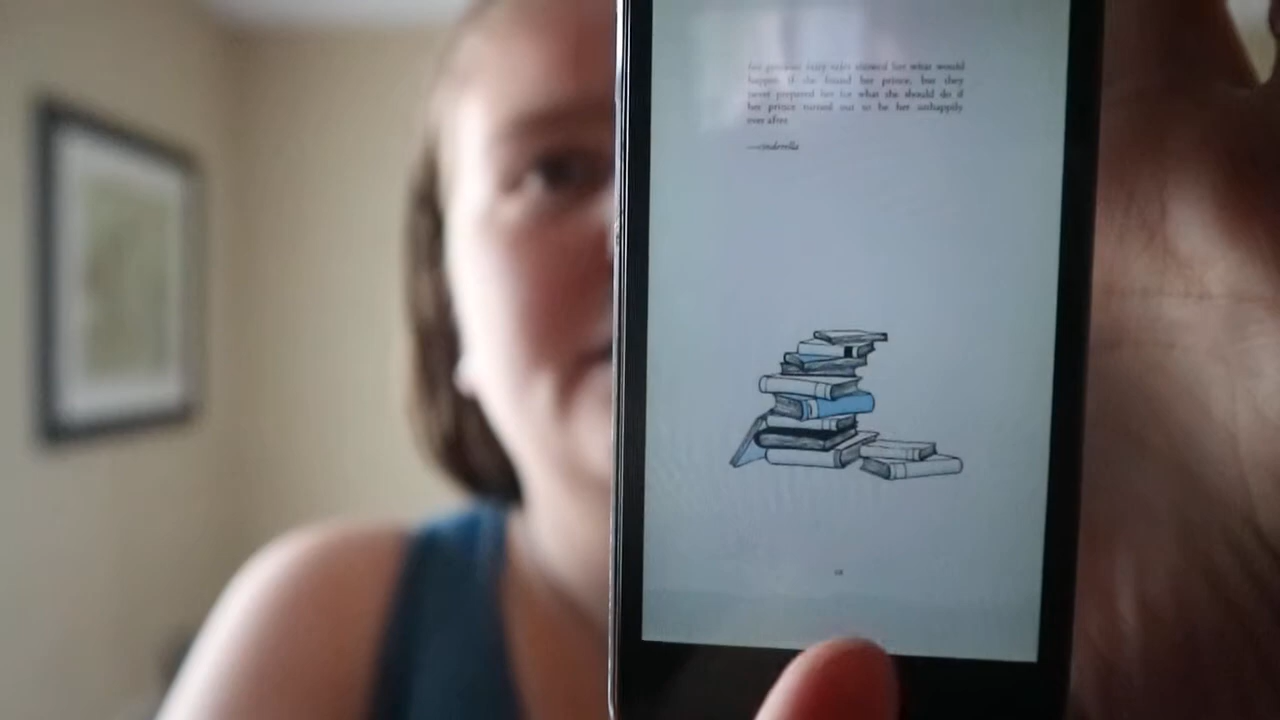 fairy tales showed her what would
happen if she found her prince, but they
never prepared her for what she should do if
her prince turned out to be her unhappily
ever after.
—cinderella